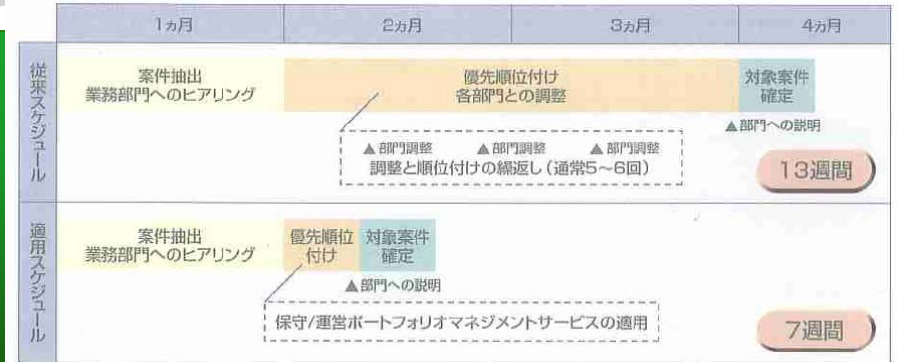 1ヵ月 2ヵ月 3ヵ月 4ヵ月
従来スケジュール
案件抽出
業務部門へのヒアリング
優先順位付け
各部門との調整
対象案件
確定
▲部門への説明
▲部門調整 ▲部門調整 ▲部門調整
調整と順位付けの繰返し(通常5～6回)
13週間
適用スケジュール
案件抽出
業務部門へのヒアリング
優先順位
付け
対象案件
確定
▲部門への説明
保守/運営ポートフォリオマネジメントサービスの適用
7週間